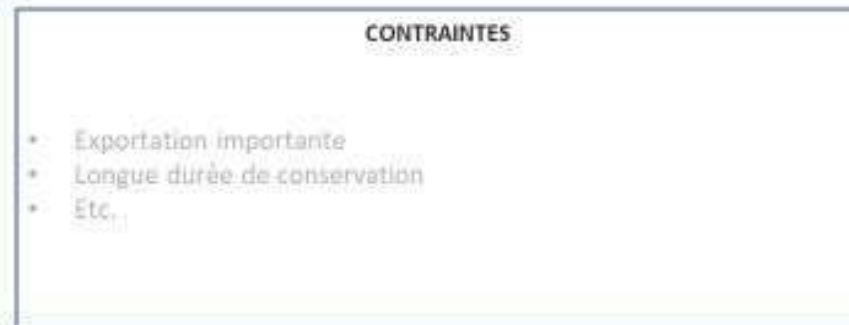 CONTRAINTES
• Exportation importante
• Longue durée de conservation
• Etc.